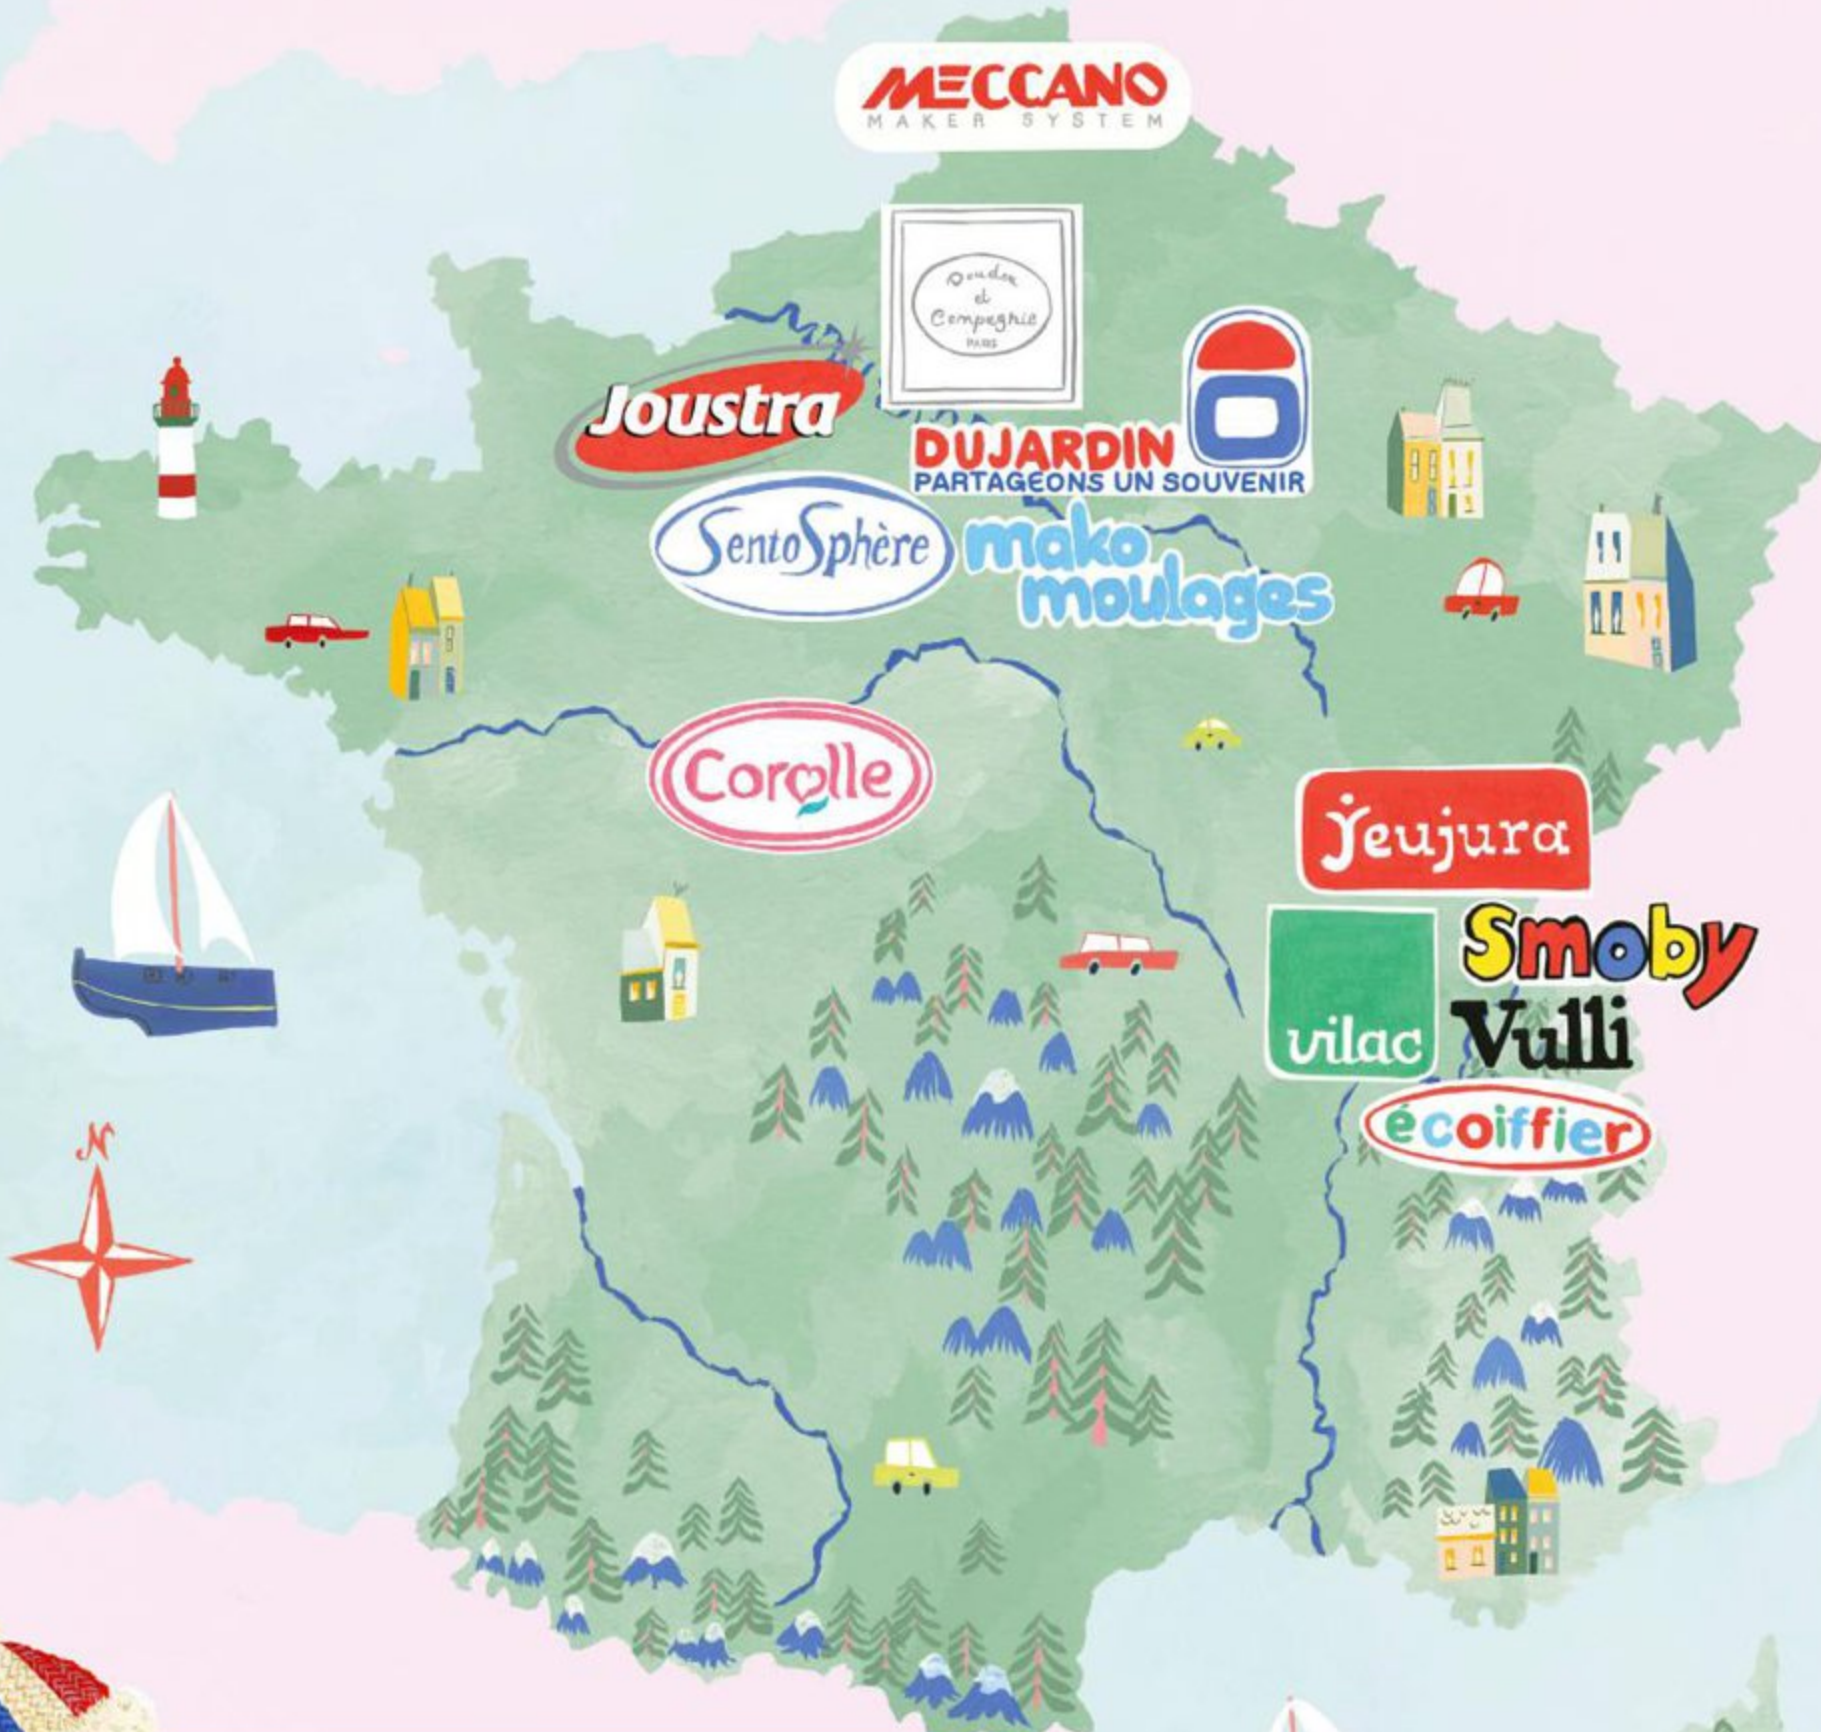 MECCANO
MAKER SYSTEM
Doudou
et
Compagnie
PARIS
Joustra
DUJARDIN
PARTAGEONS UN SOUVENIR
SentoSphère
mako
moulages
Corolle
jeujura
Smoby
vilac
Vulli
écoiffier
N